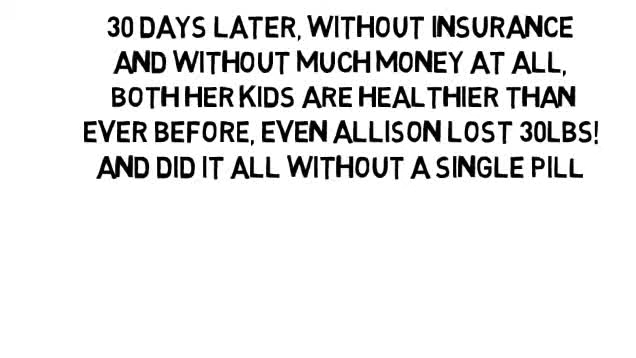 30 DAYS LATER, WITHOUT INSURANCE
AND WITHOUT MUCH MONEY AT ALL,
BOTH HER KIDS ARE HEALTHIER THAN
EVER BEFORE, EVEN ALLISON LOST 30LBS!
AND DID IT ALL WITHOUT A SINGLE PILL